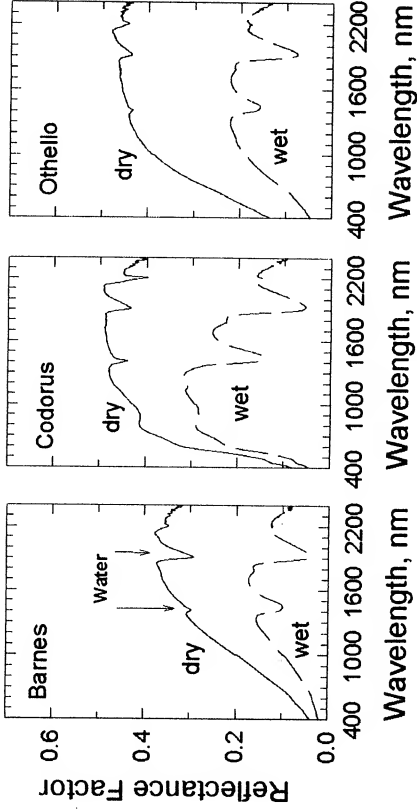 Reflectance Factor
0.6
0.4
0.2
0.0
Barnes
Water
dry
wet
400 1000 1600 2200
Wavelength, nm
Codorus
dry
wet
400 1000 1600 2200
Wavelength, nm
Othello
dry
wet
400 1000 1600 2200
Wavelength, nm